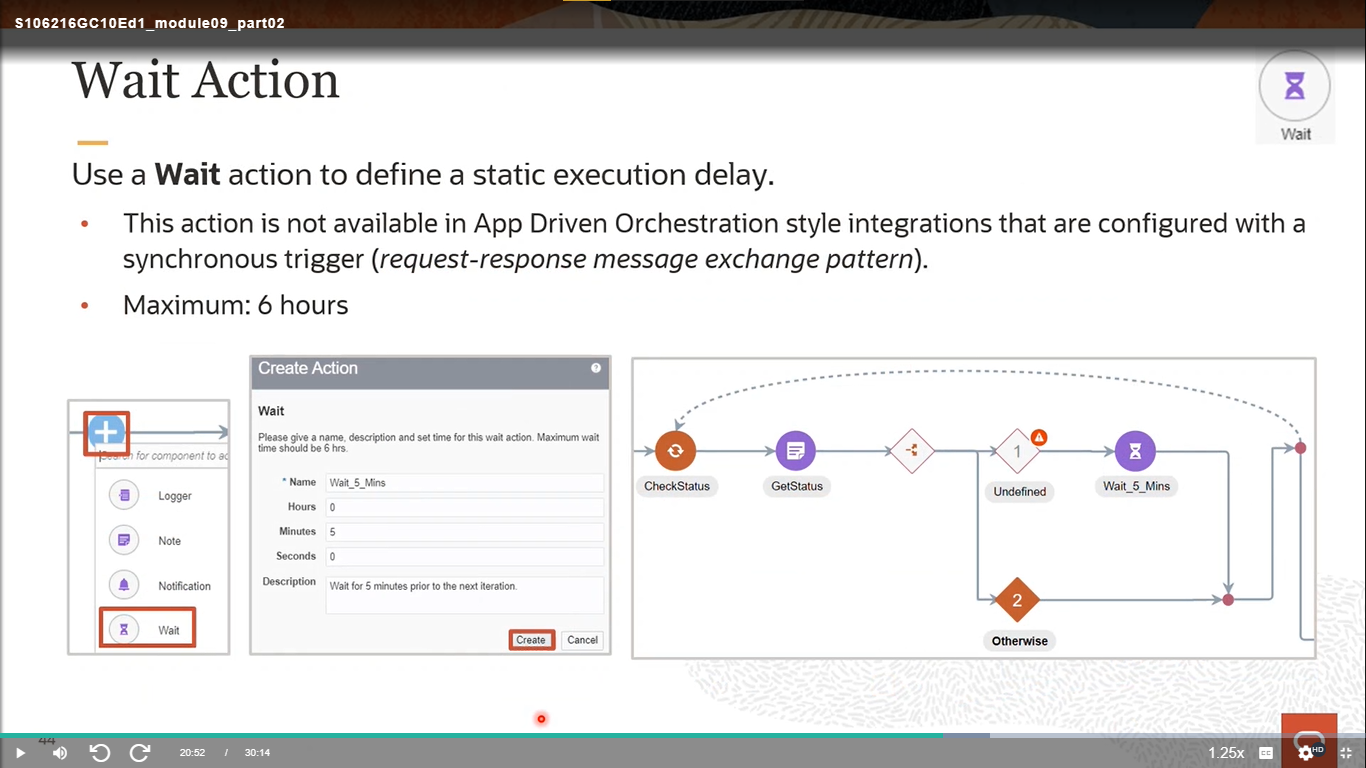 S106216GC10Ed1_module09_part02
Wait Action
Wait
Use a Wait action to define a static execution delay.
• This action is not available in App Driven Orchestration style integrations that are configured with a
synchronous trigger (request-response message exchange pattern).
• Maximum: 6 hours
Search for component to ac
Logger
Note
Notification
Wait
Create Action
?
Wait
Please give a name, description and set time for this wait action. Maximum wait
time should be 6 hrs.
* Name Wait_5_Mins
Hours 0
Minutes 5
Seconds 0
Description Wait for 5 minutes prior to the next iteration.
Create Cancel
CheckStatus
GetStatus
1
Undefined
Wait_5_Mins
2
Otherwise
44
20:52 / 30:14
1.25x
CC
HD